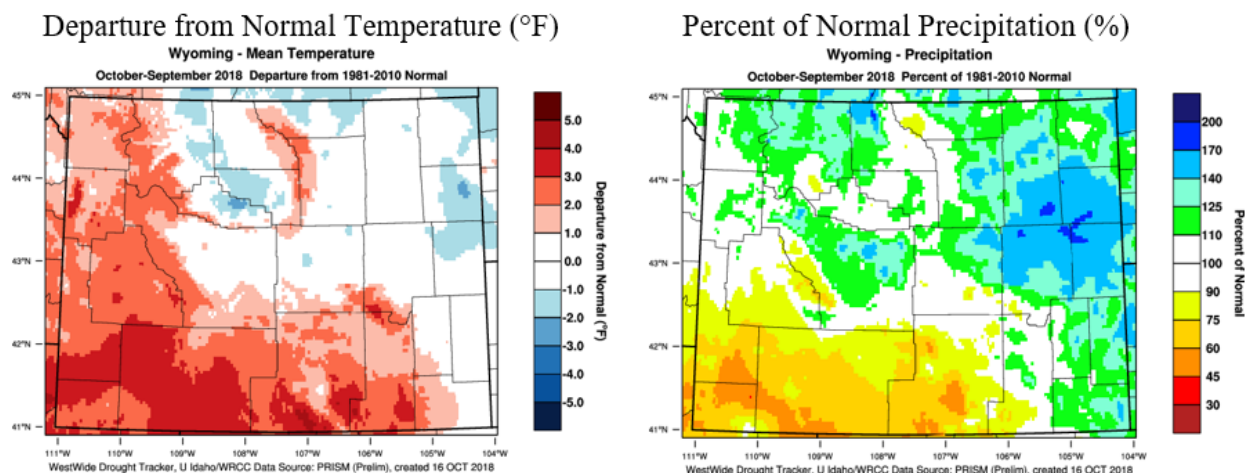 Departure from Normal Temperature (°F)
Wyoming - Mean Temperature
October-September 2018 Departure from 1981-2010 Normal
45°N
44°N
43°N
42°N
41°N
111°W 110°W 109°W 108°W 107°W 106°W 105°W 104°W
5.0
4.0
3.0
2.0
1.0
0.0
-1.0
-2.0
-3.0
-4.0
-5.0
Departure from Normal (°F)
WestWide Drought Tracker, U Idaho/WRCC Data Source: PRISM (Prelim), created 16 OCT 2018
Percent of Normal Precipitation (%)
Wyoming - Precipitation
October-September 2018 Percent of 1981-2010 Normal
45°N
44°N
43°N
42°N
41°N
111°W 110°W 109°W 108°W 107°W 106°W 105°W 104°W
200
170
140
125
110
100
90
75
60
45
30
Percent of Normal
WestWide Drought Tracker, U Idaho/WRCC Data Source: PRISM (Prelim), created 16 OCT 2018